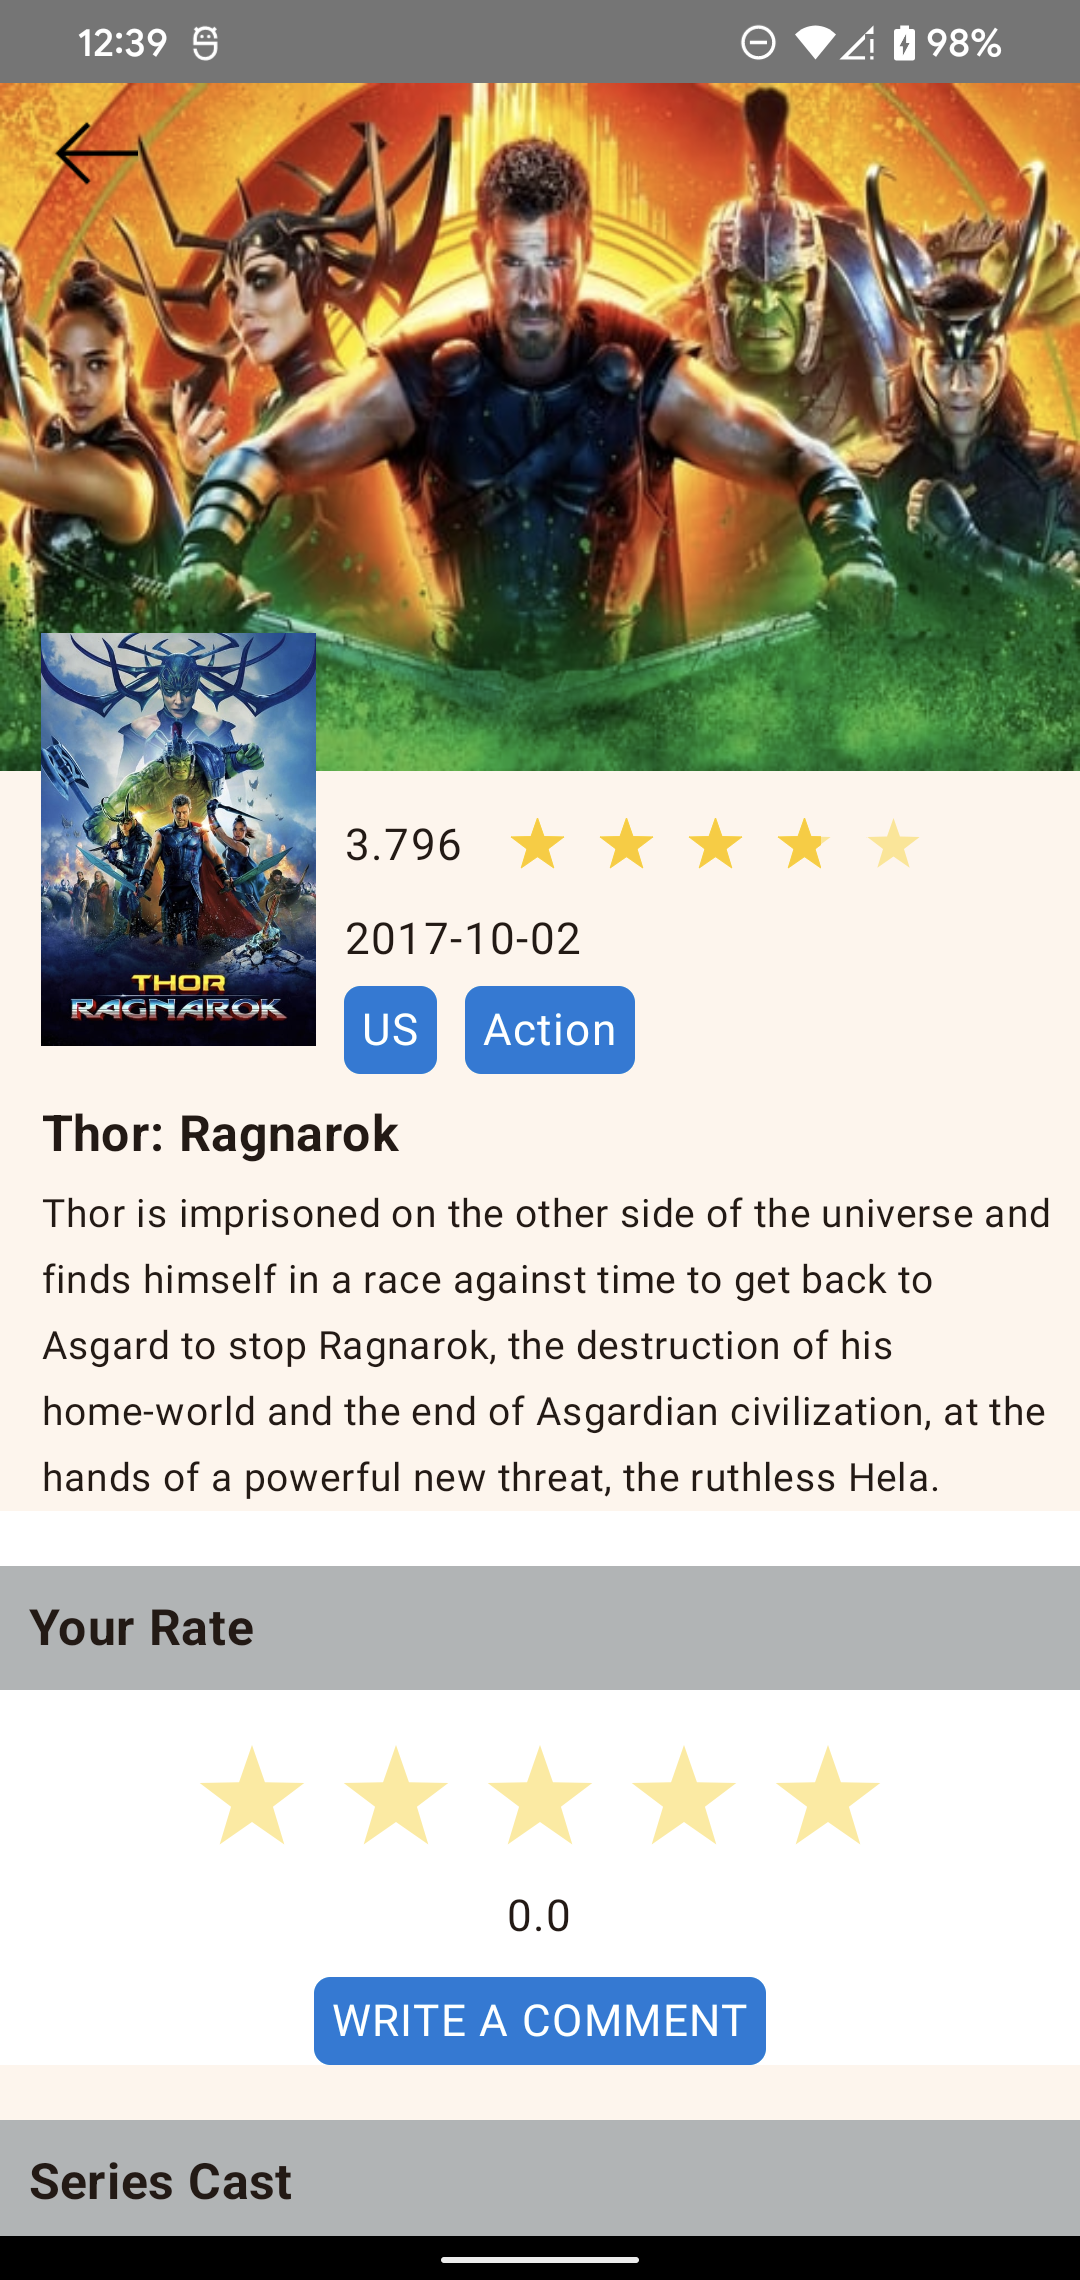 12:39
98%
THOR
RAGNAROK
3.796
2017-10-02
US
Action
Thor: Ragnarok
Thor is imprisoned on the other side of the universe and
finds himself in a race against time to get back to
Asgard to stop Ragnarok, the destruction of his
home-world and the end of Asgardian civilization, at the
hands of a powerful new threat, the ruthless Hela.
Your Rate
0.0
WRITE A COMMENT
Series Cast